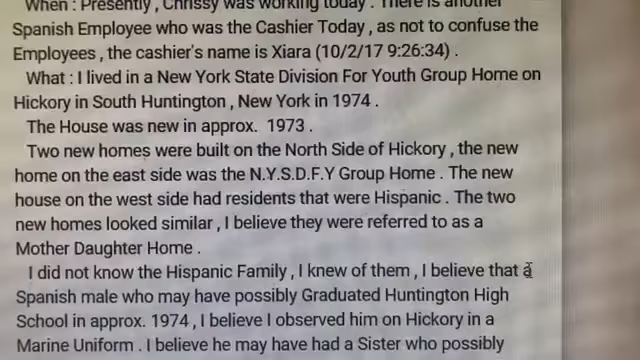 When : Presently , Chrissy was working today . There is another
Spanish Employee who was the Cashier Today , as not to confuse the
Employees , the cashier's name is Xiara (10/2/17 9:26:34) .
What : I lived in a New York State Division For Youth Group Home on
Hickory in South Huntington , New York in 1974 .
The House was new in approx. 1973 .
Two new homes were built on the North Side of Hickory , the new
home on the east side was the N.Y.S.D.F.Y Group Home . The new
house on the west side had residents that were Hispanic . The two
new homes looked similar , I believe they were referred to as a
Mother Daughter Home .
I did not know the Hispanic Family , I knew of them , I believe that a
Spanish male who may have possibly Graduated Huntington High
School in approx. 1974 , I believe I observed him on Hickory in a
Marine Uniform . I believe he may have had a Sister who possibly